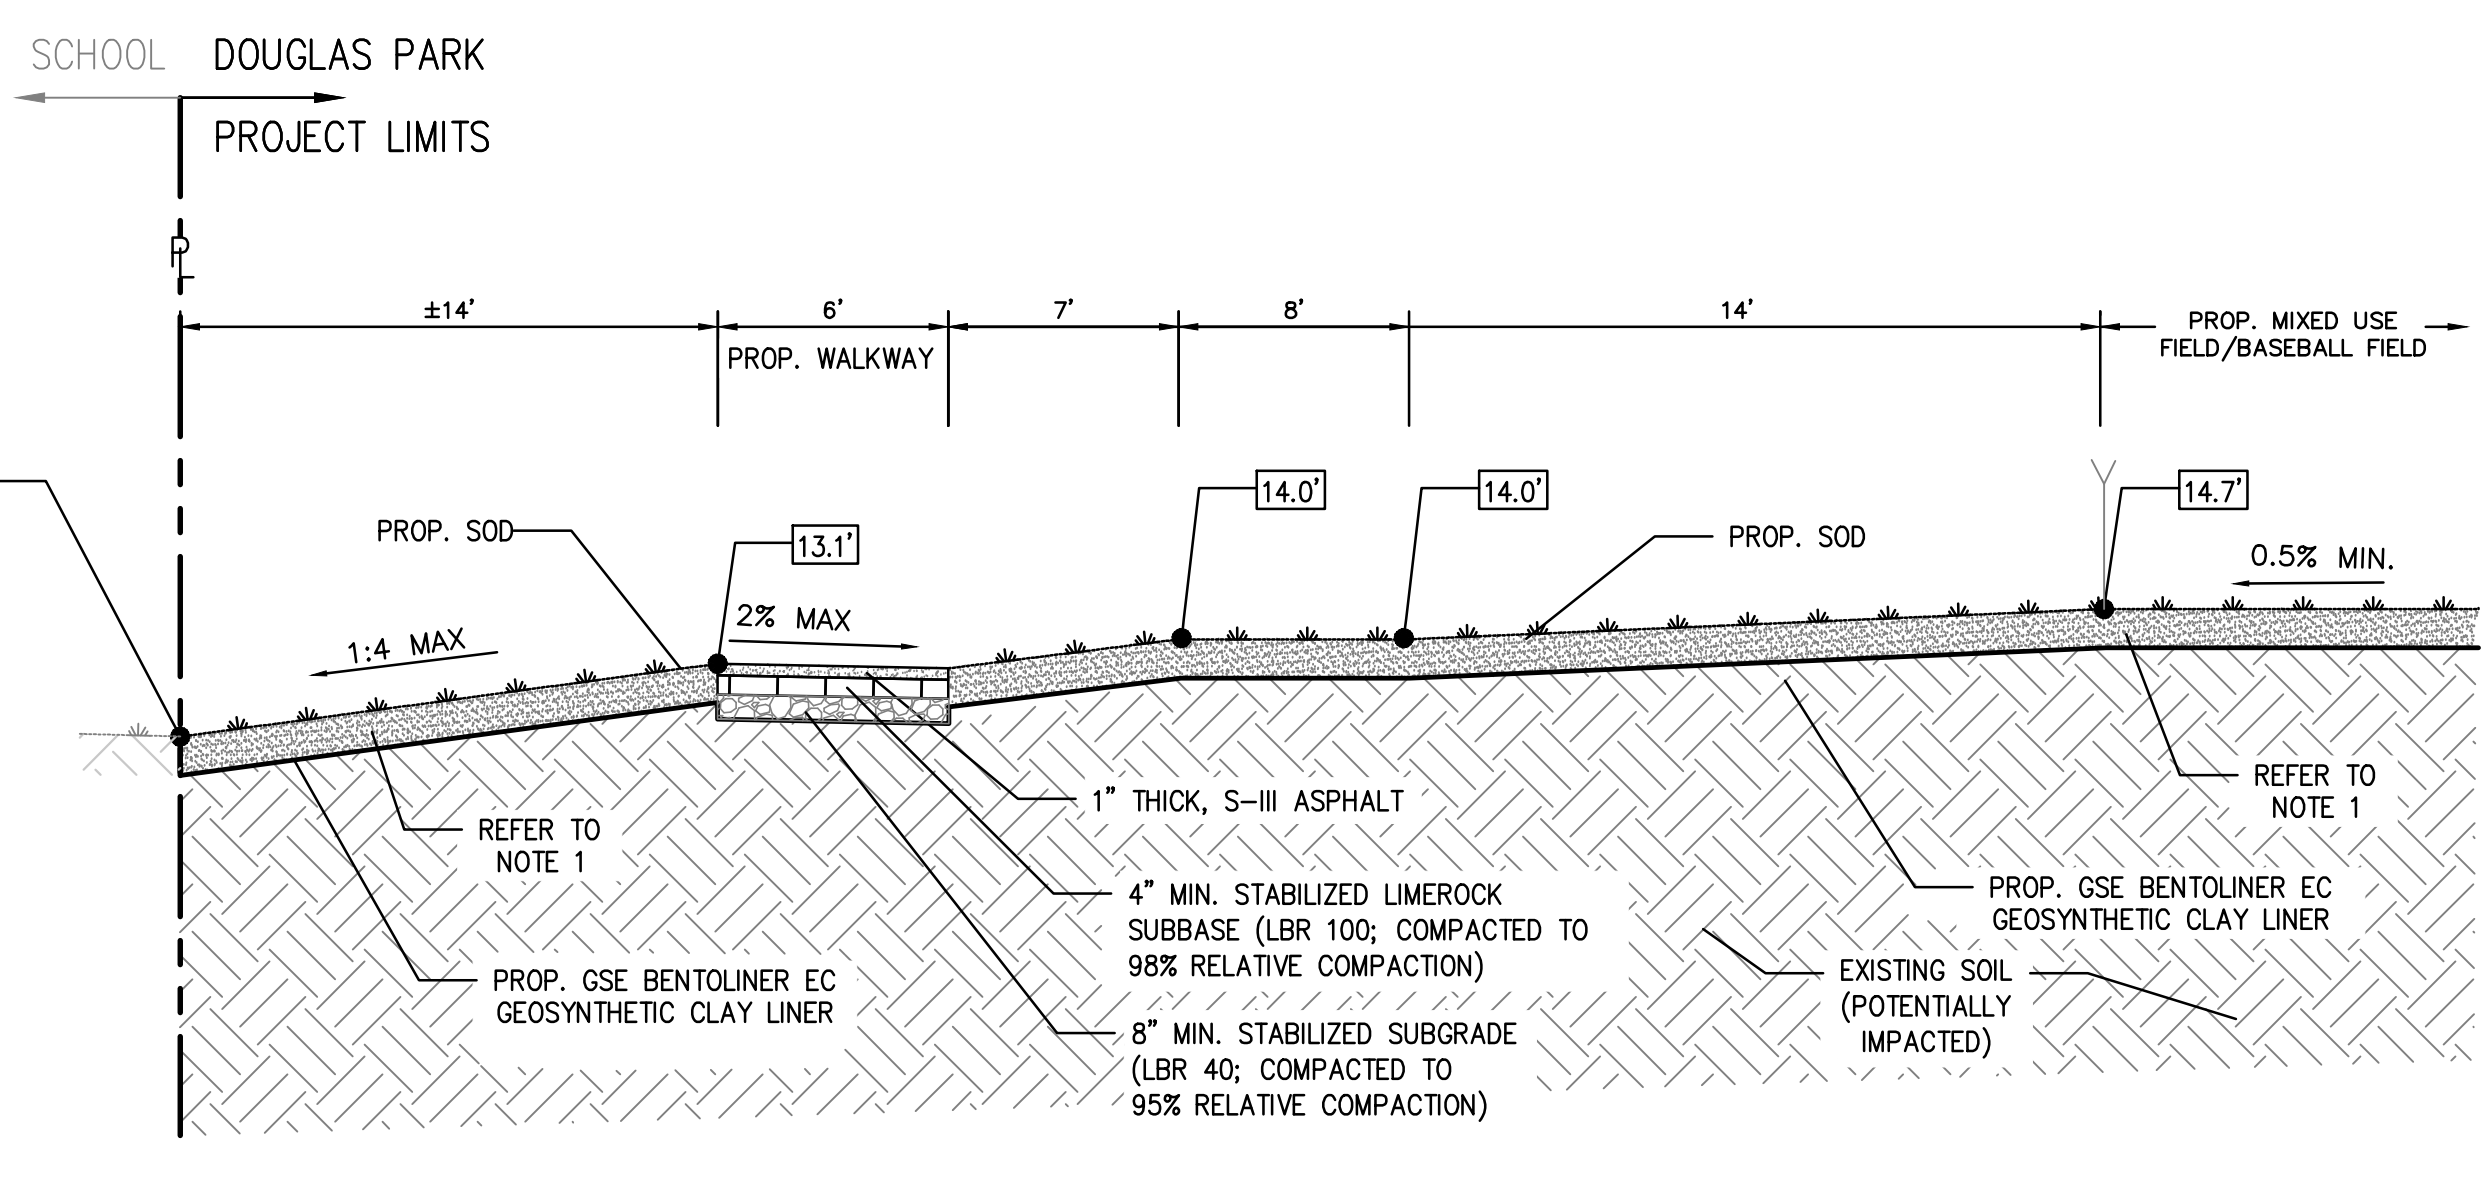 SCHOOL DOUGLAS PARK
PROJECT LIMITS
PL
±14' 6' 7' 8' 14' PROP. MIXED USE
FIELD/BASEBALL FIELD
PROP. WALKWAY
14.0' 14.0' 14.7'
PROP. SOD 13.1' PROP. SOD
0.5% MIN.
1:4 MAX 2% MAX
REFER TO
NOTE 1
1" THICK, S-III ASPHALT
REFER TO
NOTE 1
4" MIN. STABILIZED LIMEROCK
SUBBASE (LBR 100; COMPACTED TO
98% RELATIVE COMPACTION)
PROP. GSE BENTOLINER EC
GEOSYNTHETIC CLAY LINER
PROP. GSE BENTOLINER EC
GEOSYNTHETIC CLAY LINER
EXISTING SOIL
(POTENTIALLY
IMPACTED)
8" MIN. STABILIZED SUBGRADE
(LBR 40; COMPACTED TO
95% RELATIVE COMPACTION)